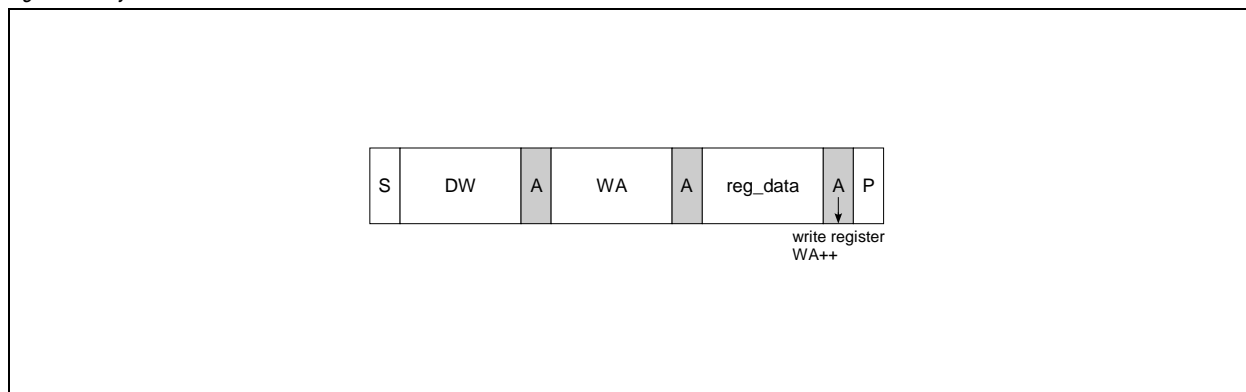 S DW A WA A reg_data A P
write register
WA++